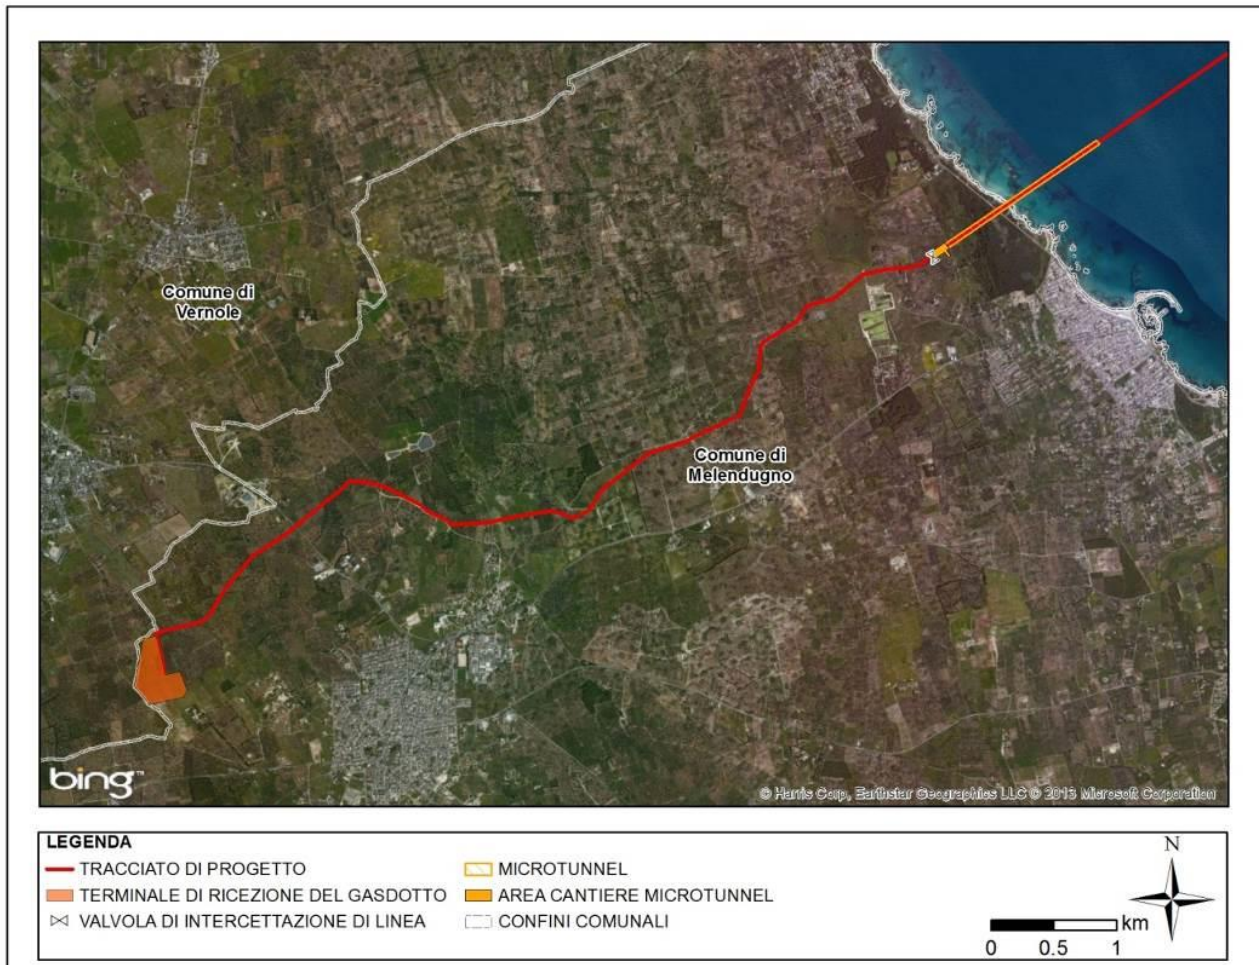 Comune di
Vernole
Comune di
Melendugno
bing™
© Harris Corp, Earthstar Geographics LLC © 2013 Microsoft Corporation
LEGENDA
TRACCIATO DI PROGETTO
TERMINALE DI RICEZIONE DEL GASDOTTO
VALVOLA DI INTERCETTAZIONE DI LINEA
MICROTUNNEL
AREA CANTIERE MICROTUNNEL
CONFINI COMUNALI
N
km
0 0.5 1